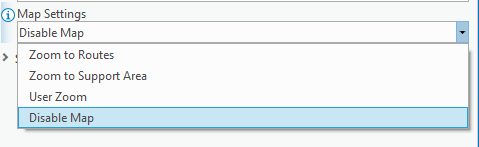 Map Settings
Disable Map
Zoom to Routes
Zoom to Support Area
User Zoom
Disable Map